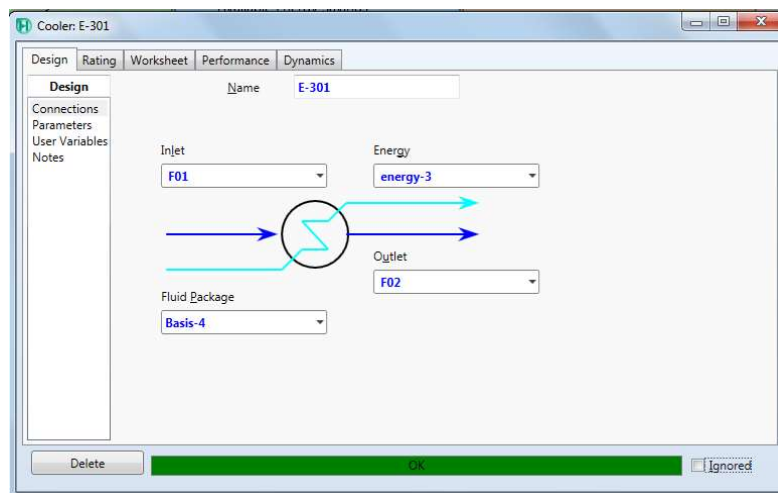 Cooler: E-301
Design Rating Worksheet Performance Dynamics
Design
Connections
Parameters
User Variables
Notes
Name E-301
Inlet Energy
F01 energy-3
Outlet
F02
Fluid Package
Basis-4
Delete OK Ignored